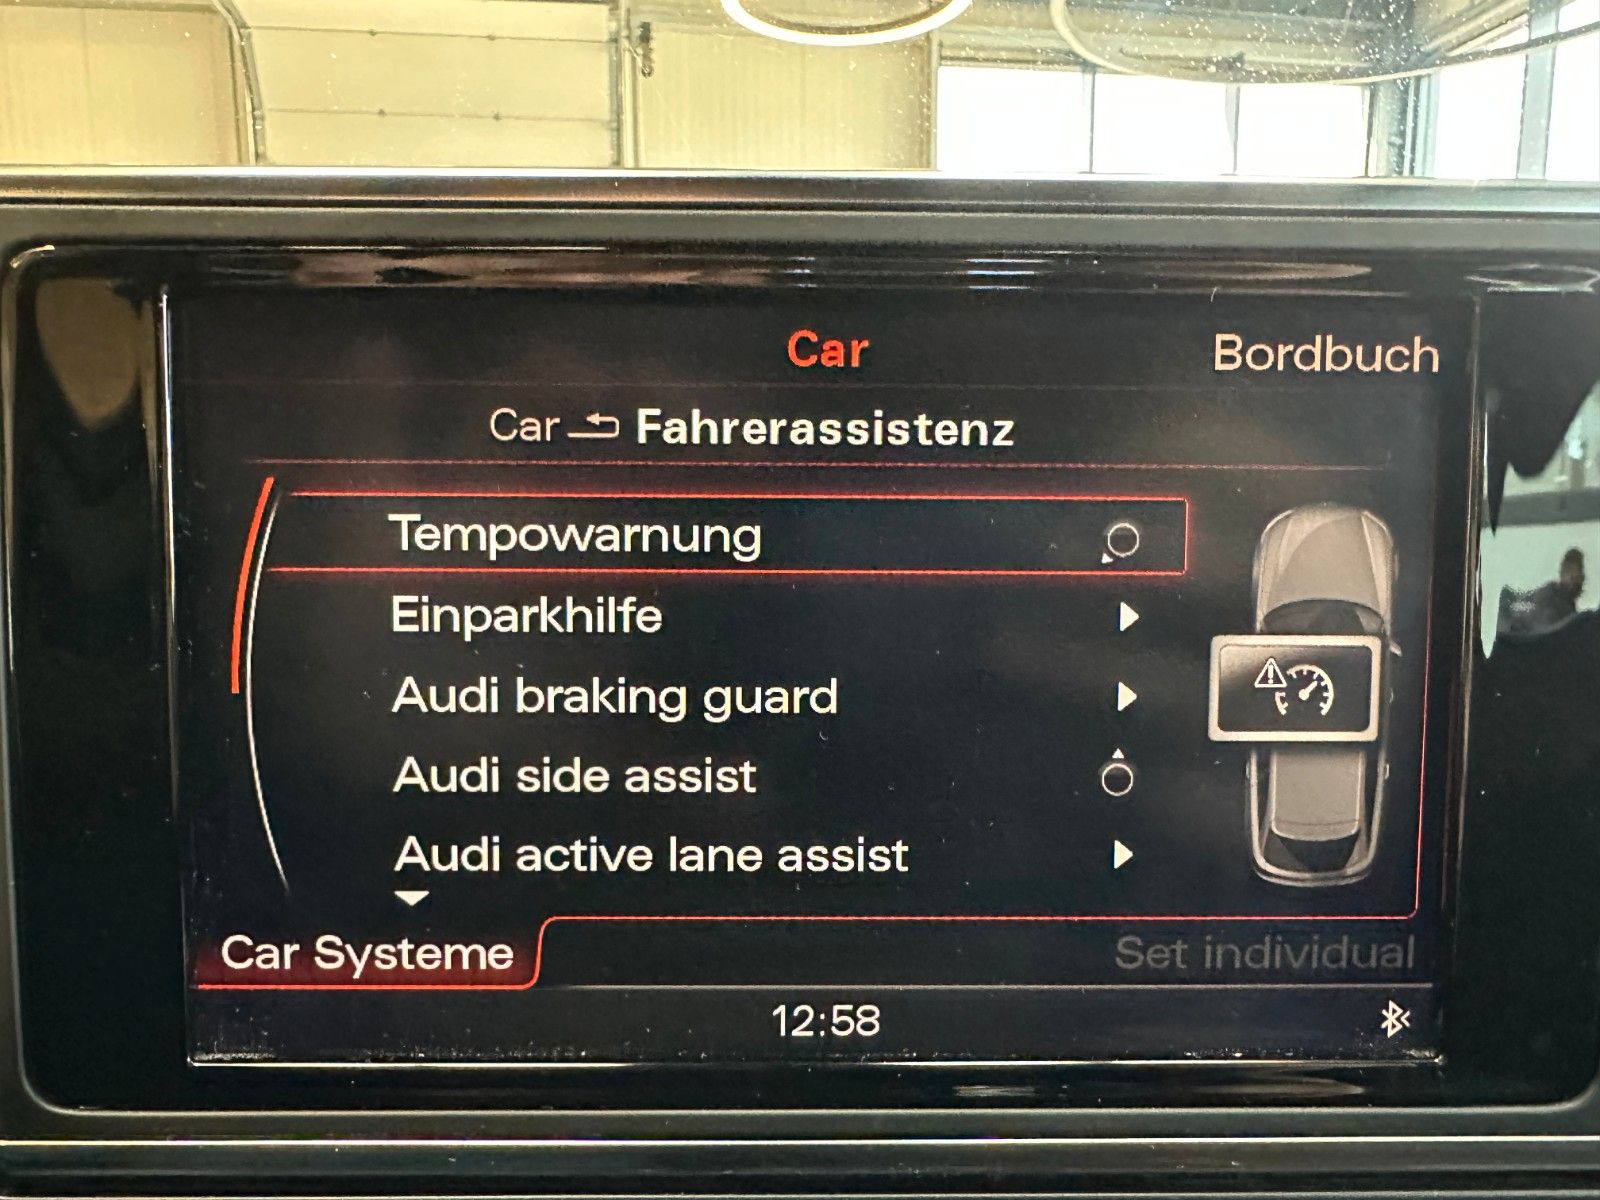 Car
Bordbuch
Car Fahrerassistenz
Tempowarnung
Einparkhilfe
Audi braking guard
Audi side assist
Audi active lane assist
Car Systeme
Set individual
12:58